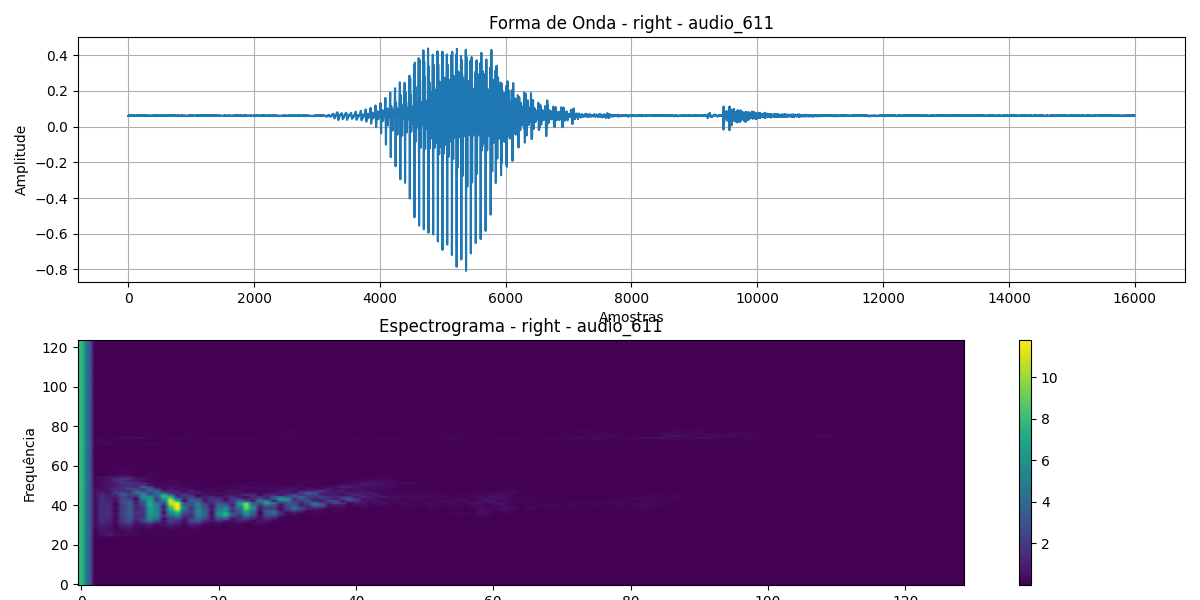 Forma de Onda - right - audio_611
0.4
0.2
0.0
−0.2
−0.4
−0.6
−0.8
Amplitude
0 2000 4000 6000 8000 10000 12000 14000 16000
Amostras
Espectrograma - right - audio_611
120
100
80
60
40
20
0
Frequência
10
8
6
4
2
0 20 40 60 80 100 120